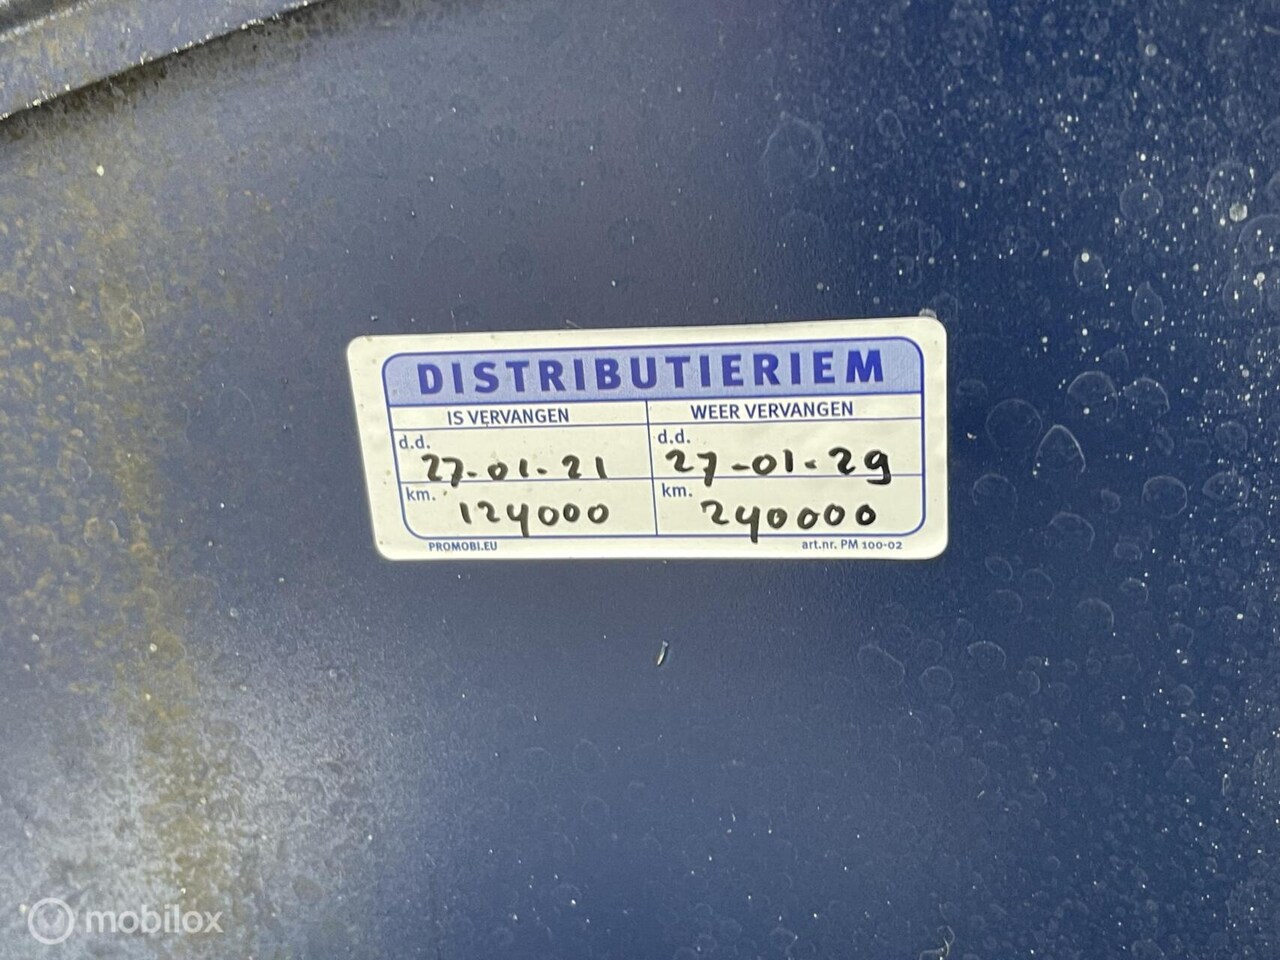 DISTRIBUTIERIEM
IS VERVANGEN WEER VERVANGEN
d.d. 27-01-21 d.d. 27-01-29
km. 124000 km. 240000
PROMOBI.EU art.nr. PM 100-02
mobilox